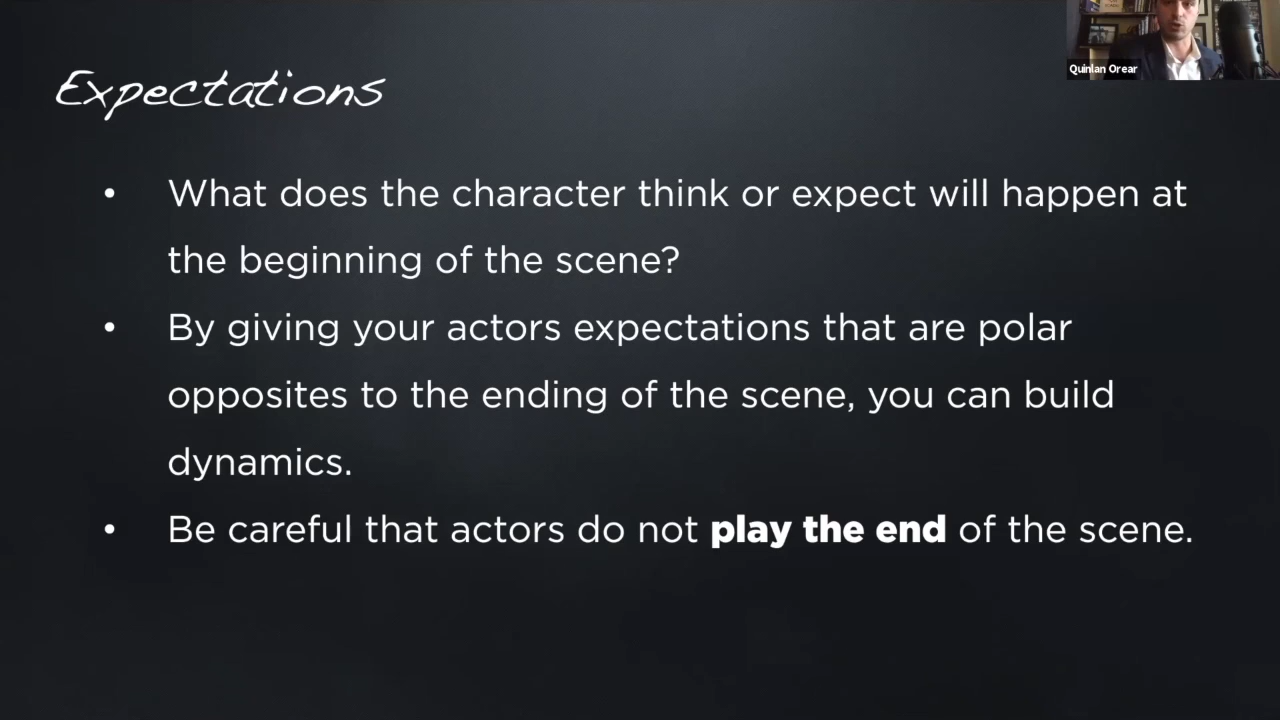 Expectations
Quinlan Orear
• What does the character think or expect will happen at
the beginning of the scene?
• By giving your actors expectations that are polar
opposites to the ending of the scene, you can build
dynamics.
• Be careful that actors do not play the end of the scene.